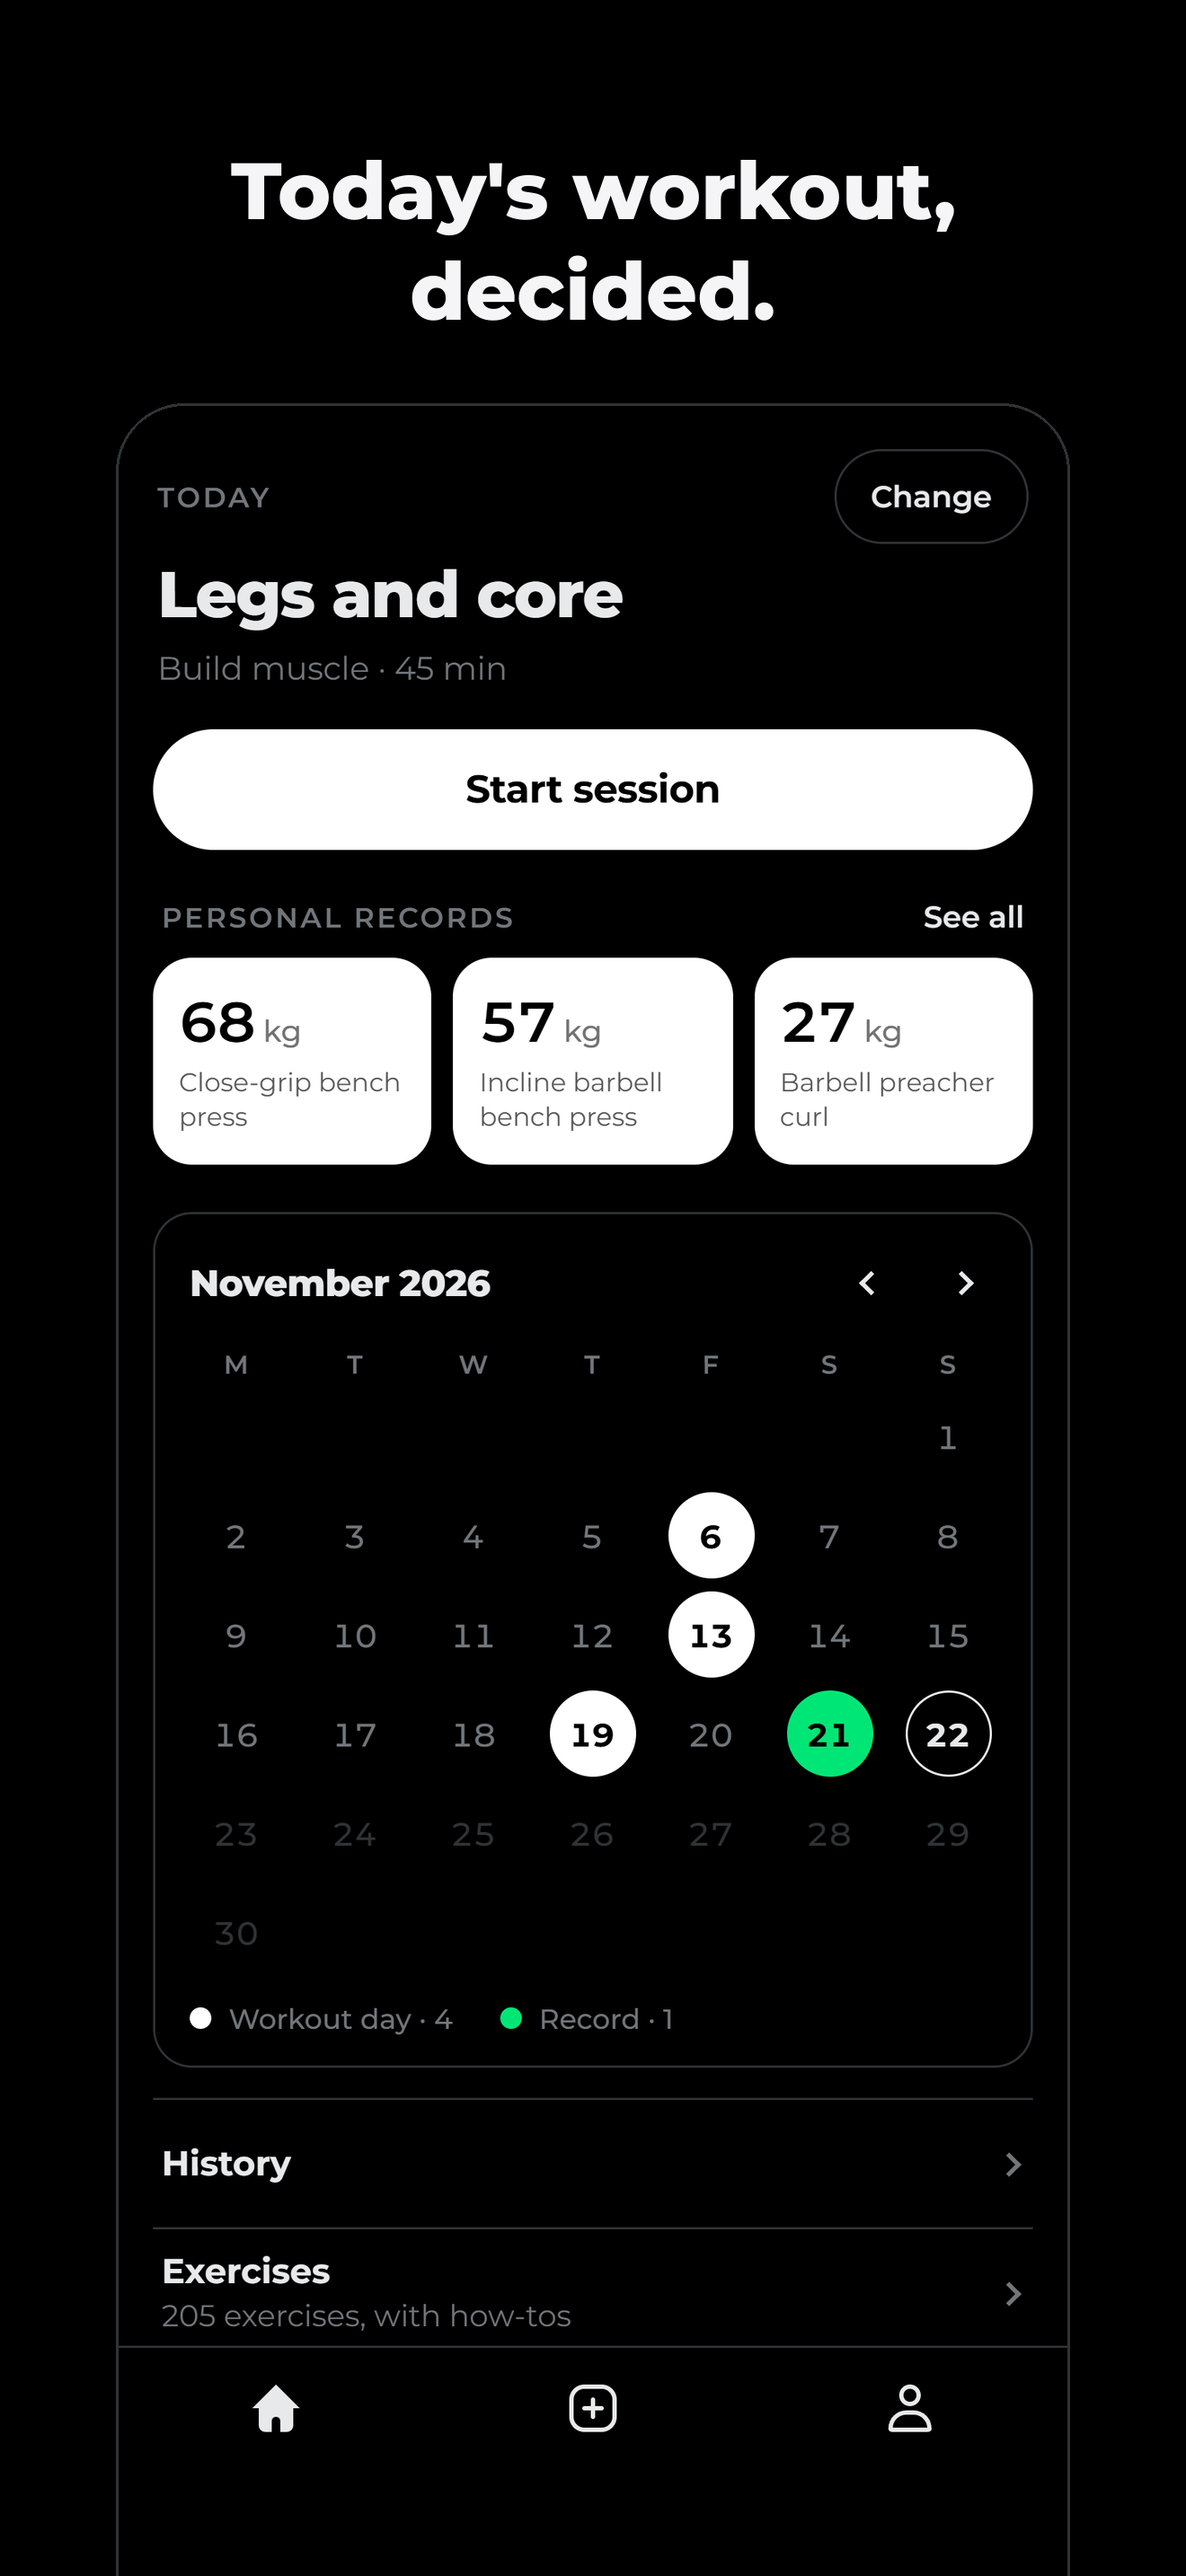 Today's workout,
decided.
TODAY
Change
Legs and core
Build muscle · 45 min
Start session
PERSONAL RECORDS
See all
68 kg
Close-grip bench
press
57 kg
Incline barbell
bench press
27 kg
Barbell preacher
curl
November 2026
M T W T F S S
1
2 3 4 5 6 7 8
9 10 11 12 13 14 15
16 17 18 19 20 21 22
23 24 25 26 27 28 29
30
Workout day · 4
Record · 1
History
Exercises
205 exercises, with how-tos